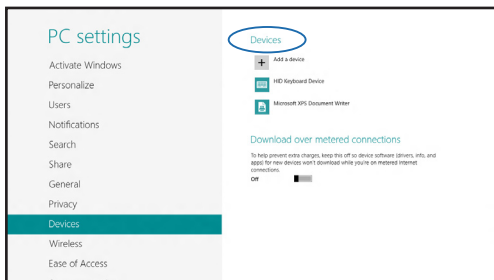 PC settings
Activate Windows
Personalize
Users
Notifications
Search
Share
General
Privacy
Devices
Wireless
Ease of Access
Devices
Add a device
HID Keyboard Device
Microsoft XPS Document Writer
Download over metered connections
To help prevent extra charges, keep this off so device software (drivers, info, and
apps) for new devices won't download while you're on metered Internet
connections.
Off